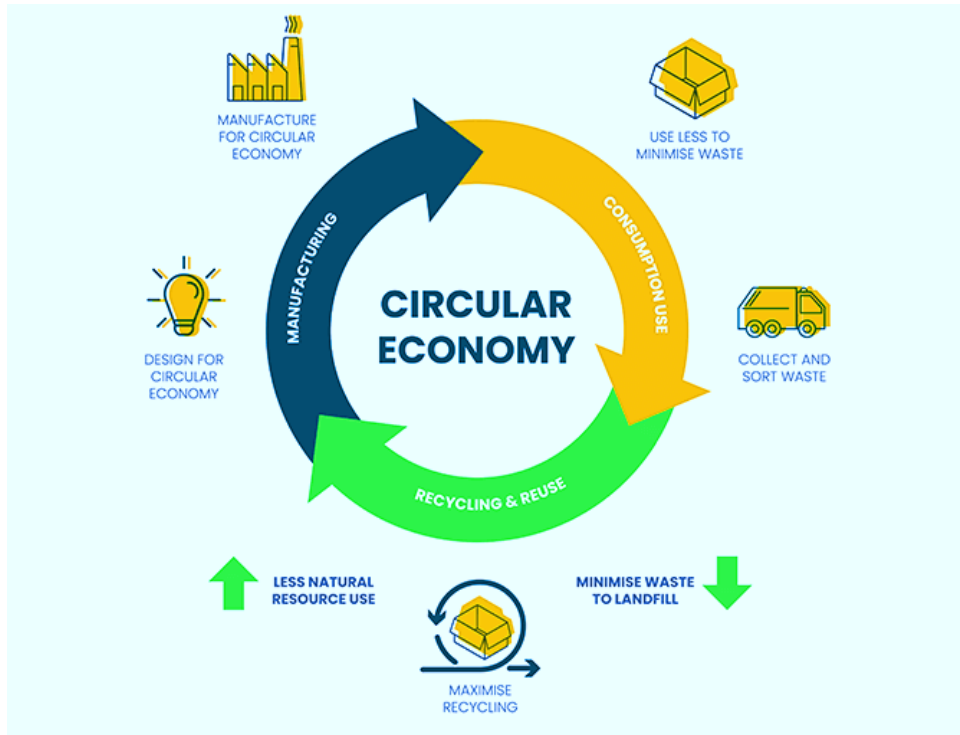 MANUFACTURE
FOR CIRCULAR
ECONOMY
USE LESS TO
MINIMISE WASTE
MANUFACTURING
CONSUMPTION USE
CIRCULAR
ECONOMY
DESIGN FOR
CIRCULAR
ECONOMY
COLLECT AND
SORT WASTE
RECYCLING & REUSE
LESS NATURAL
RESOURCE USE
MINIMISE WASTE
TO LANDFILL
MAXIMISE
RECYCLING